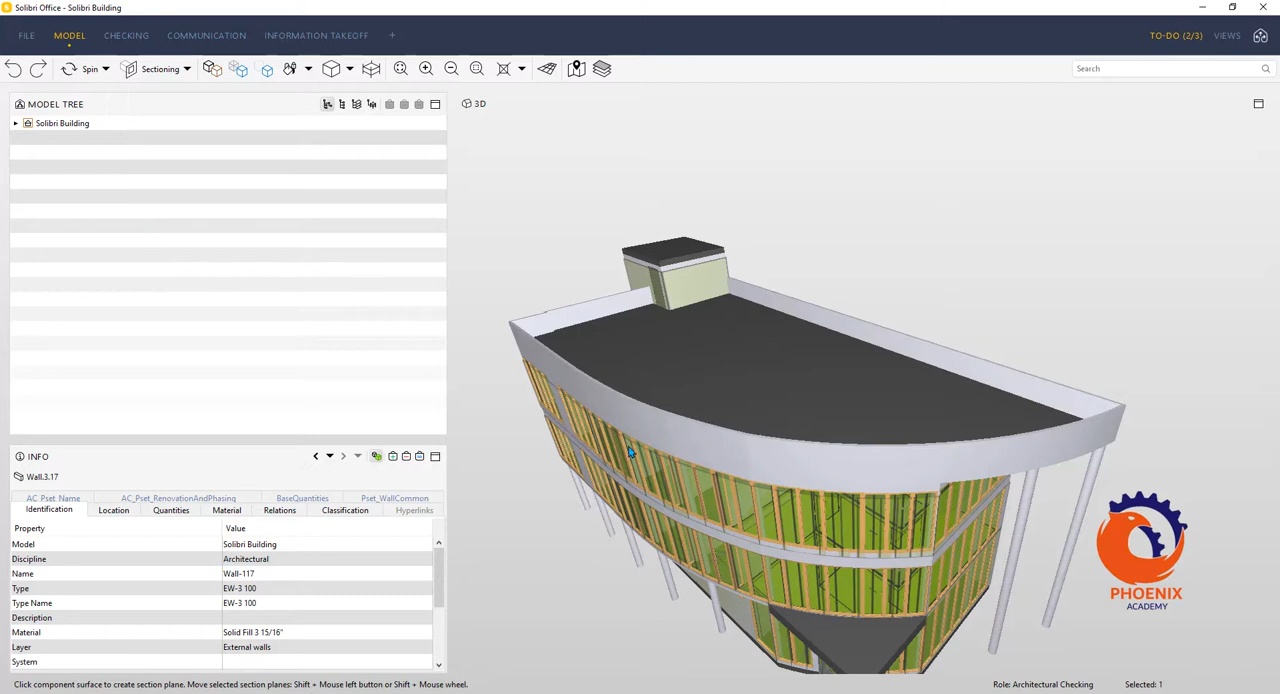 Solibri Office - Solibri Building
FILE MODEL CHECKING COMMUNICATION INFORMATION TAKEOFF + TO-DO (2/3) VIEWS
Spin Sectioning Search
MODEL TREE
Solibri Building
3D
INFO
Wall.3.17
AC_Pset_Name AC_Pset_RenovationAndPhasing BaseQuantities Pset_WallCommon
Identification Location Quantities Material Relations Classification Hyperlinks
Property Value
Model Solibri Building
Discipline Architectural
Name Wall-117
Type EW-3 100
Type Name EW-3 100
Description
Material Solid Fill 3 15/16"
Layer External walls
System
PHOENIX
ACADEMY
Click component surface to create section plane. Move selected section planes: Shift + Mouse left button or Shift + Mouse wheel. Role: Architectural Checking Selected: 1